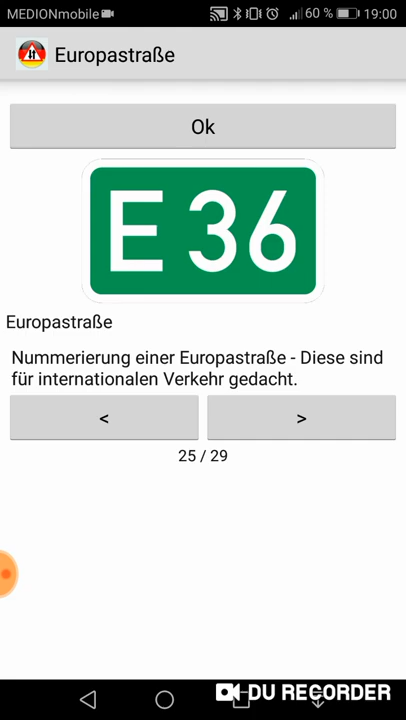 MEDIONmobile 60 % 19:00
Europastraße
Ok
E 36
Europastraße
Nummerierung einer Europastraße - Diese sind
für internationalen Verkehr gedacht.
< >
25 / 29
DU RECORDER